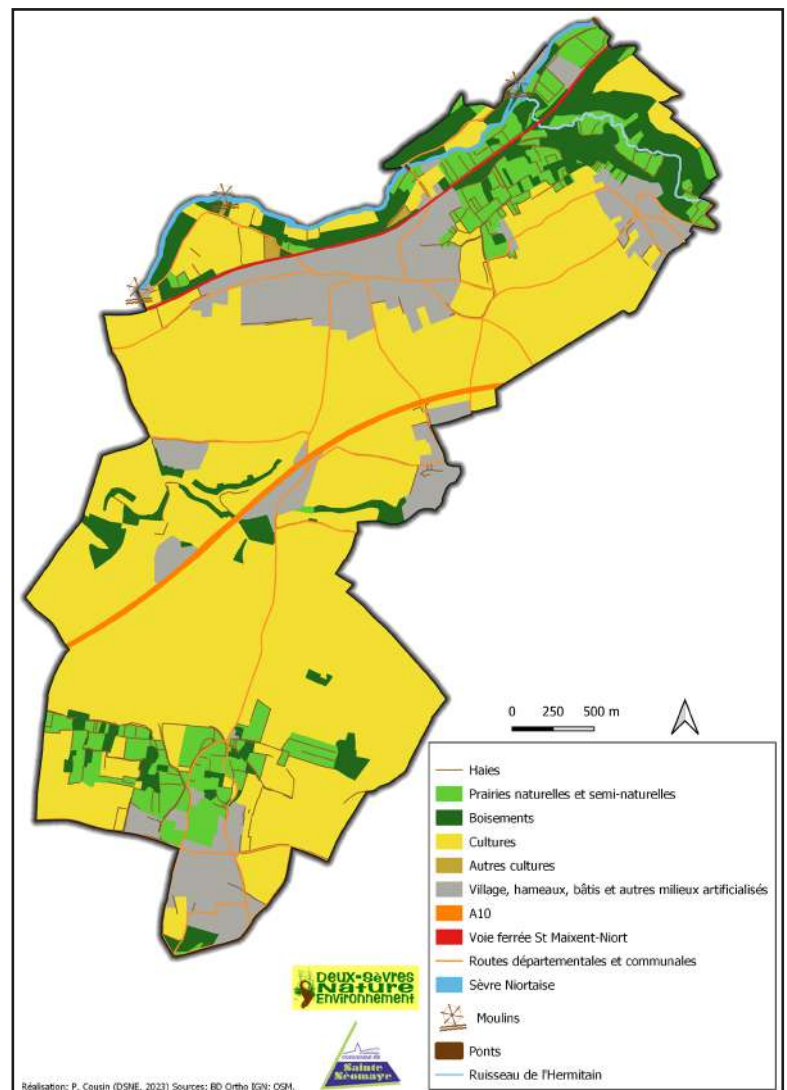 0 250 500 m
Haies
Prairies naturelles et semi-naturelles
Boisements
Cultures
Autres cultures
Village, hameaux, bâtis et autres milieux artificialisés
A10
Voie ferrée St Maixent-Niort
Routes départementales et communales
Sèvre Niortaise
Moulins
Ponts
Ruisseau de l'Hermitain
Deux-Sèvres
Nature
Environnement
Sainte
Néomaye
Réalisation: P. Cousin (DSNE, 2023) Sources: BD Ortho IGN; OSM.